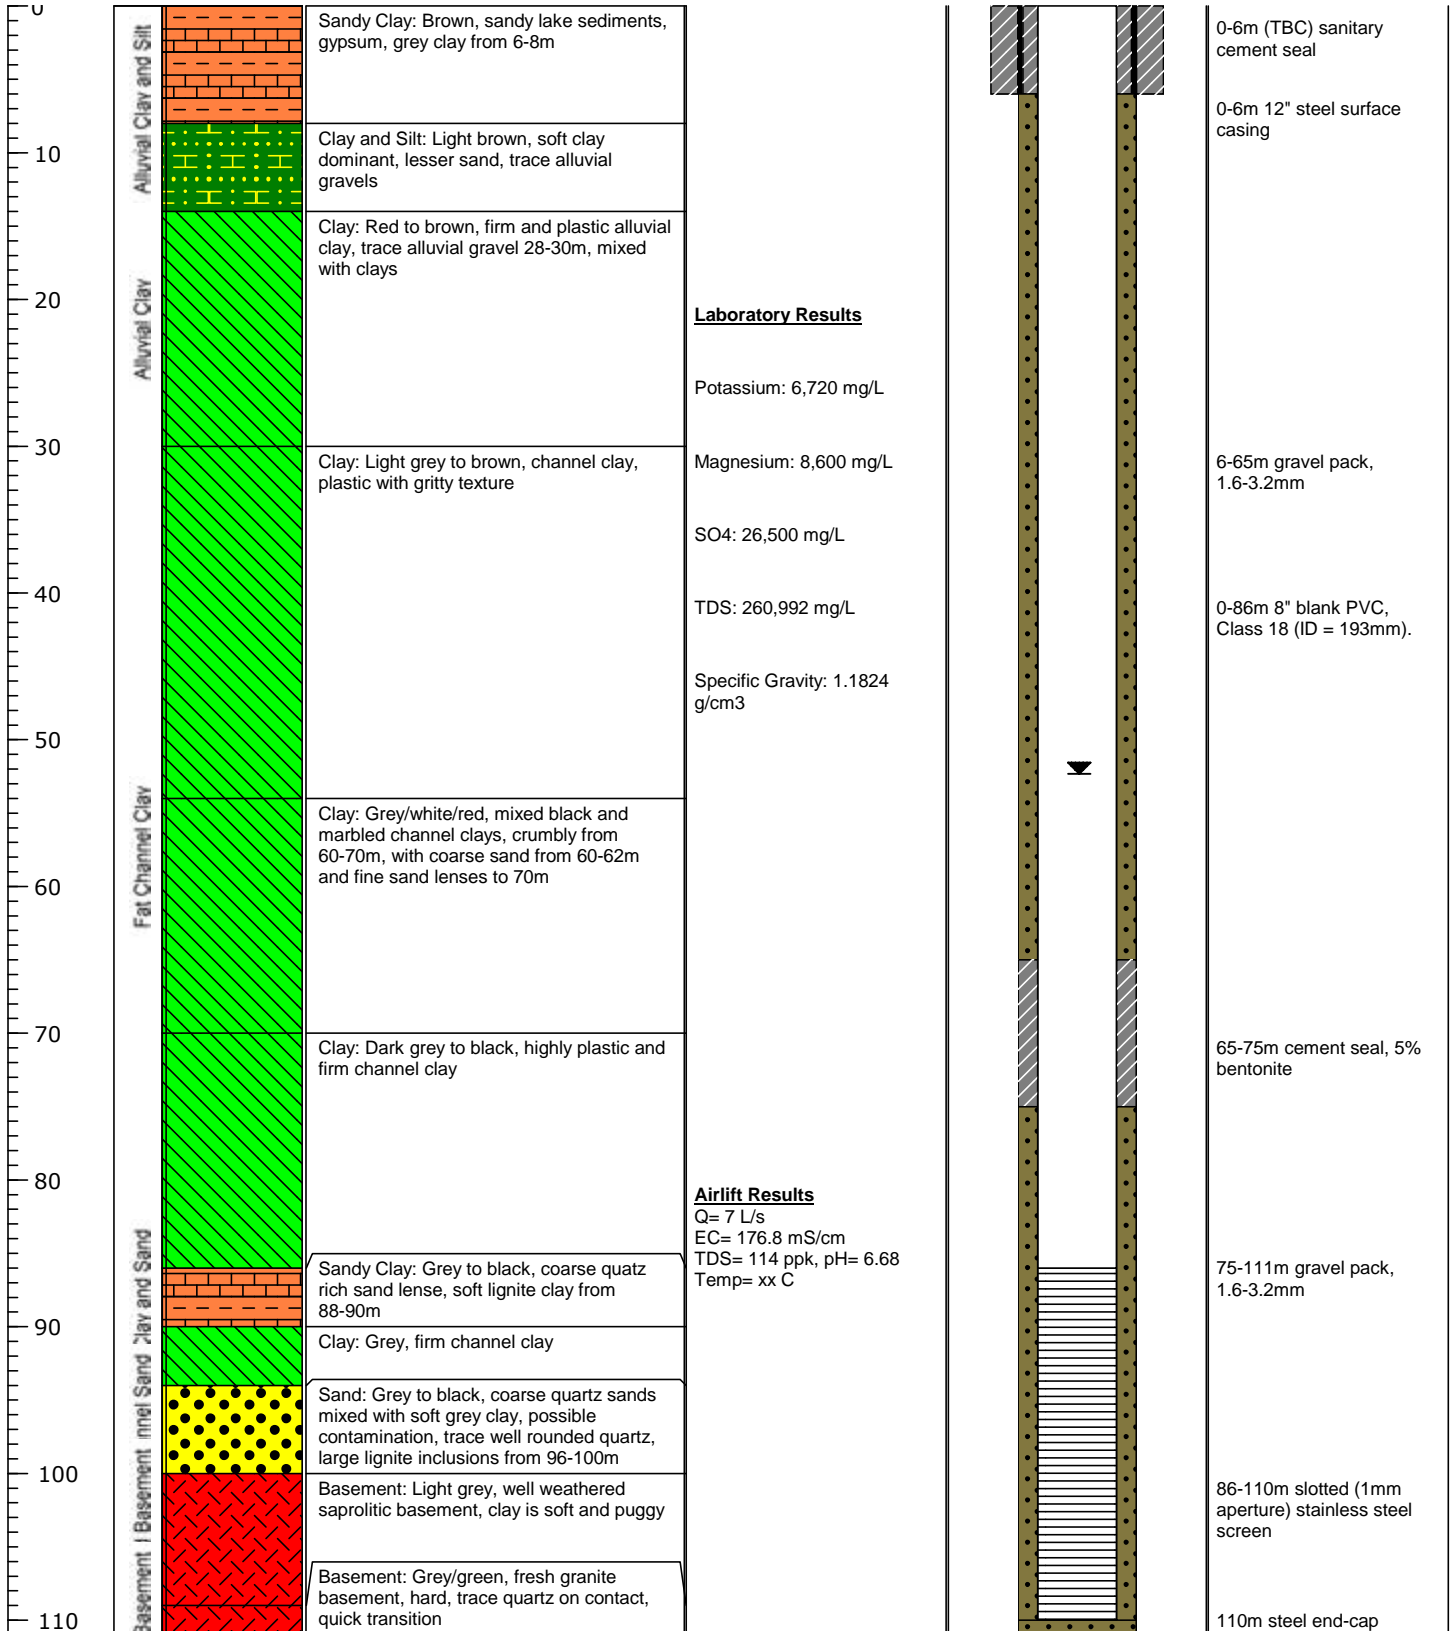 0
10
20
30
40
50
60
70
80
90
100
110
Alluvial Clay and Silt
Alluvial Clay
Fat Channel Clay
Clay and Sand
nnel Sand
Basement
Basement
Sandy Clay: Brown, sandy lake sediments,
gypsum, grey clay from 6-8m
Clay and Silt: Light brown, soft clay
dominant, lesser sand, trace alluvial
gravels
Clay: Red to brown, firm and plastic alluvial
clay, trace alluvial gravel 28-30m, mixed
with clays
Clay: Light grey to brown, channel clay,
plastic with gritty texture
Clay: Grey/white/red, mixed black and
marbled channel clays, crumbly from
60-70m, with coarse sand from 60-62m
and fine sand lenses to 70m
Clay: Dark grey to black, highly plastic and
firm channel clay
Sandy Clay: Grey to black, coarse quatz
rich sand lense, soft lignite clay from
88-90m
Clay: Grey, firm channel clay
Sand: Grey to black, coarse quartz sands
mixed with soft grey clay, possible
contamination, trace well rounded quartz,
large lignite inclusions from 96-100m
Basement: Light grey, well weathered
saprolitic basement, clay is soft and puggy
Basement: Grey/green, fresh granite
basement, hard, trace quartz on contact,
quick transition
Laboratory Results
Potassium: 6,720 mg/L
Magnesium: 8,600 mg/L
SO4: 26,500 mg/L
TDS: 260,992 mg/L
Specific Gravity: 1.1824
g/cm3
Airlift Results
Q= 7 L/s
EC= 176.8 mS/cm
TDS= 114 ppk, pH= 6.68
Temp= xx C
0-6m (TBC) sanitary
cement seal
0-6m 12" steel surface
casing
6-65m gravel pack,
1.6-3.2mm
0-86m 8" blank PVC,
Class 18 (ID = 193mm).
65-75m cement seal, 5%
bentonite
75-111m gravel pack,
1.6-3.2mm
86-110m slotted (1mm
aperture) stainless steel
screen
110m steel end-cap